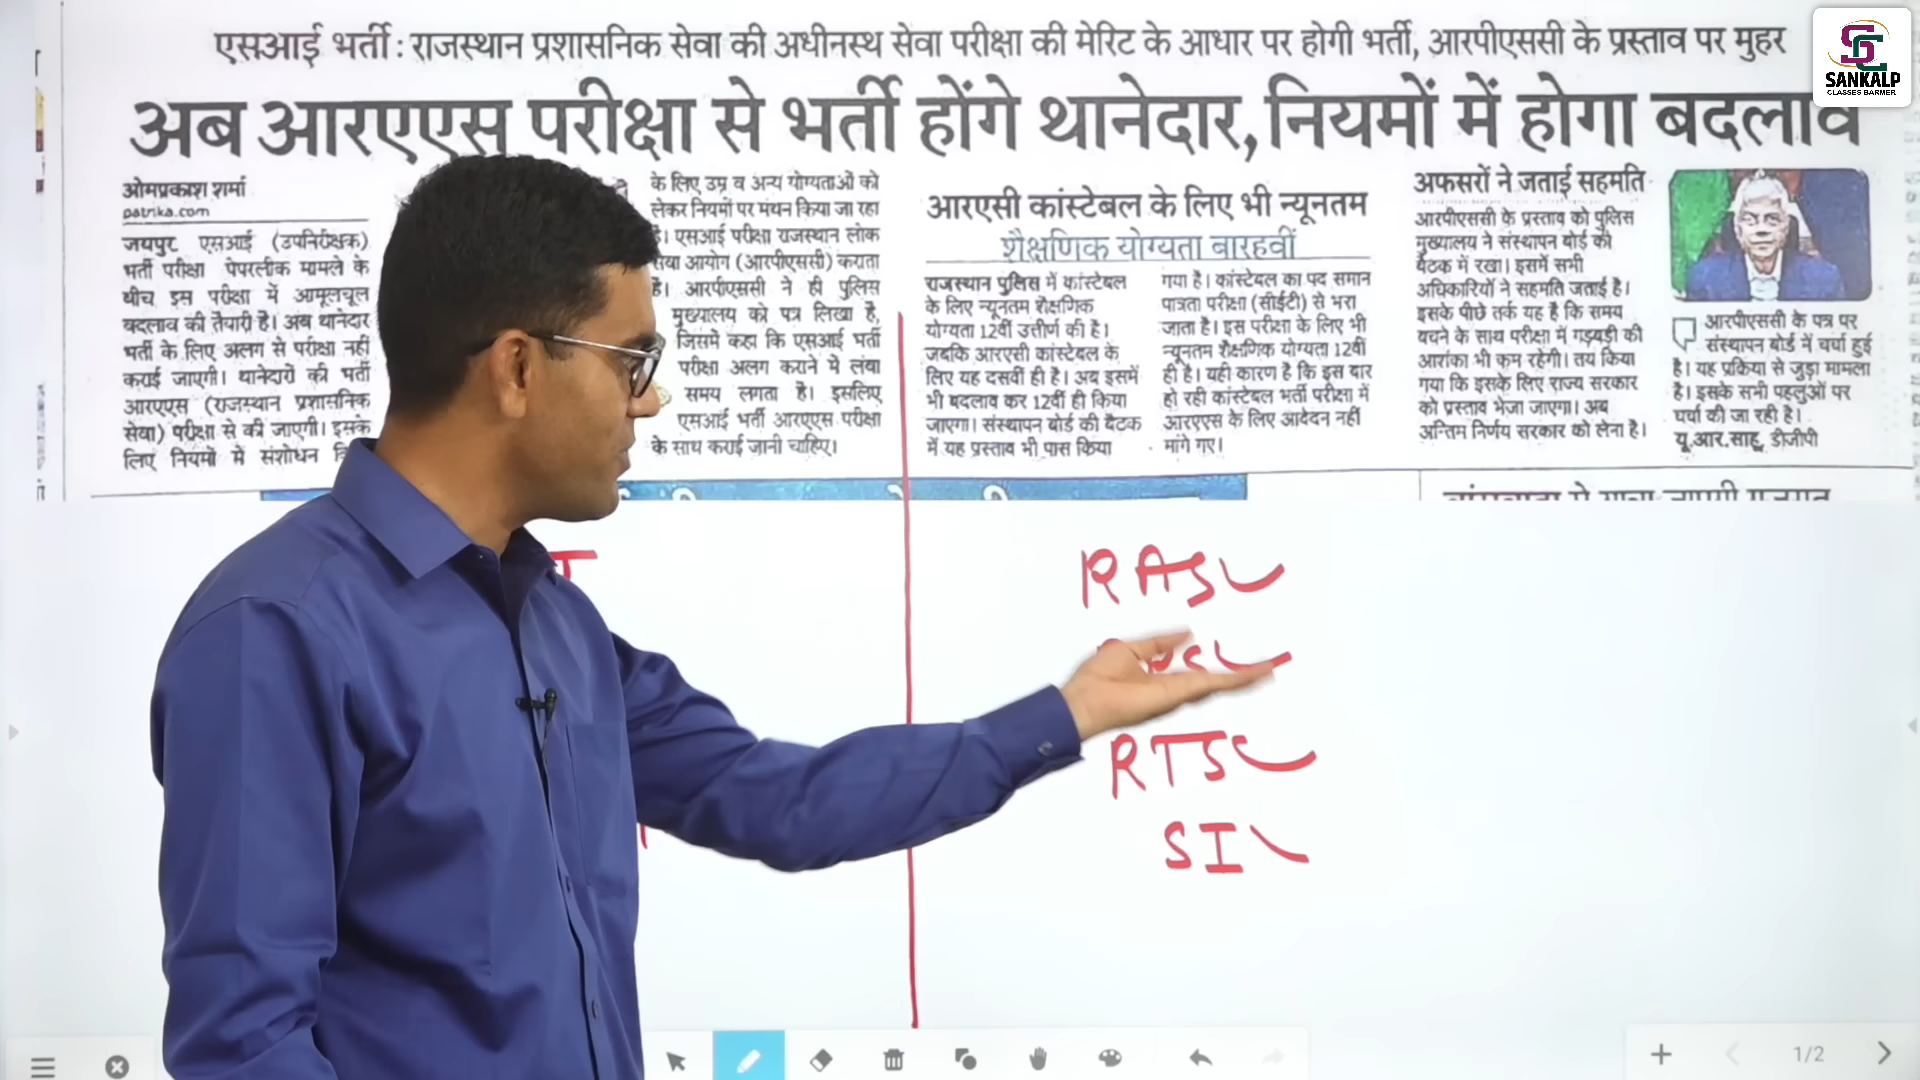 एसआई भर्ती : राजस्थान प्रशासनिक सेवा की अधीनस्थ सेवा परीक्षा की मेरिट के आधार पर होगी भर्ती, आरपीएससी के प्रस्ताव पर मुहर
अब आरएएस परीक्षा से भर्ती होंगे थानेदार, नियमों में होगा बदलाव
ओमप्रकाश शर्मा
patrika.com
जयपुर एसआई (उपनिरीक्षक)
भर्ती परीक्षा पेपरलीक मामले के
बीच इस परीक्षा में आमूलचूल
बदलाव की तैयारी है। अब थानेदार
भर्ती के लिए अलग से परीक्षा नहीं
कराई जाएगी। थानेदारों की भर्ती
आरएएस (राजस्थान प्रशासनिक
सेवा) परीक्षा से की जाएगी। इसके
लिए नियमों में संशोधन
के लिए उम्र व अन्य योग्यताओं को
लेकर नियमों पर मंथन किया जा रहा
है। एसआई परीक्षा राजस्थान लोक
सेवा आयोग (आरपीएससी) कराता
है। आरपीएससी ने ही पुलिस
मुख्यालय को पत्र लिखा है,
जिसमें कहा कि एसआई भर्ती
परीक्षा अलग कराने में लंबा
समय लगता है। इसलिए
एसआई भर्ती आरएएस परीक्षा
के साथ कराई जानी चाहिए।
आरएसी कांस्टेबल के लिए भी न्यूनतम
शैक्षणिक योग्यता बारहवीं
राजस्थान पुलिस में कांस्टेबल
के लिए न्यूनतम शैक्षणिक
योग्यता 12वीं उत्तीर्ण की है।
जबकि आरएसी कांस्टेबल के
लिए यह दसवीं ही है। अब इसमें
भी बदलाव कर 12वीं ही किया
जाएगा। संस्थापन बोर्ड की बैठक
में यह प्रस्ताव भी पास किया
गया है। कांस्टेबल का पद समान
पात्रता परीक्षा (सीईटी) से भरा
जाता है। इस परीक्षा के लिए भी
न्यूनतम शैक्षणिक योग्यता 12वीं
ही है। यही कारण है कि इस बार
हो रही कांस्टेबल भर्ती परीक्षा में
आरएएस के लिए आवेदन नहीं
मांगे गए।
अफसरों ने जताई सहमति
आरपीएससी के प्रस्ताव को पुलिस
मुख्यालय ने संस्थापन बोर्ड की
बैठक में रखा। इसमें सभी
अधिकारियों ने सहमति जताई है।
इसके पीछे तर्क यह है कि समय
बचने के साथ परीक्षा में गड़बड़ी की
आशंका भी कम रहेगी। तय किया
गया कि इसके लिए राज्य सरकार
को प्रस्ताव भेजा जाएगा। अब
अन्तिम निर्णय सरकार को लेना है।
आरपीएससी के पत्र पर
संस्थापन बोर्ड में चर्चा हुई
है। यह प्रक्रिया से जुड़ा मामला
है। इसके सभी पहलुओं पर
चर्चा की जा रही है।
यू.आर.साहू, डीजीपी
RAS
RTS
SI
SANKALP
CLASSES BARMER
1/2